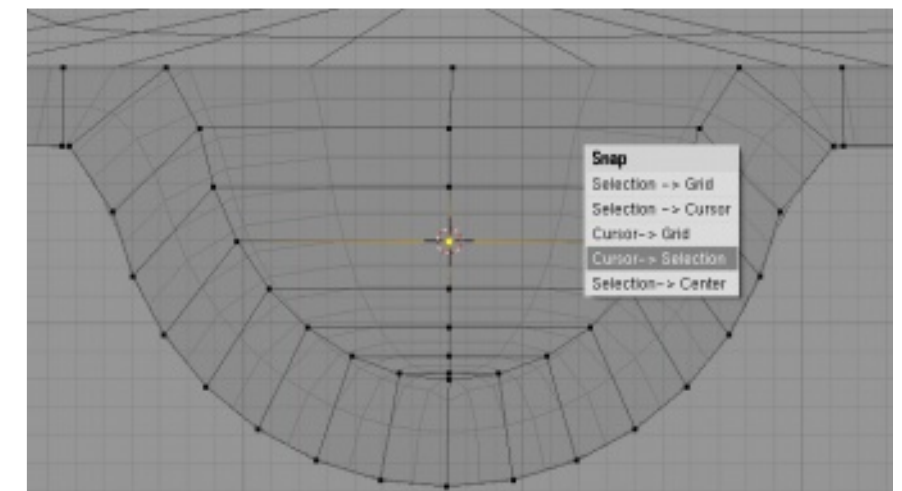 Snap
Selection -> Grid
Selection -> Cursor
Cursor-> Grid
Cursor-> Selection
Selection-> Center